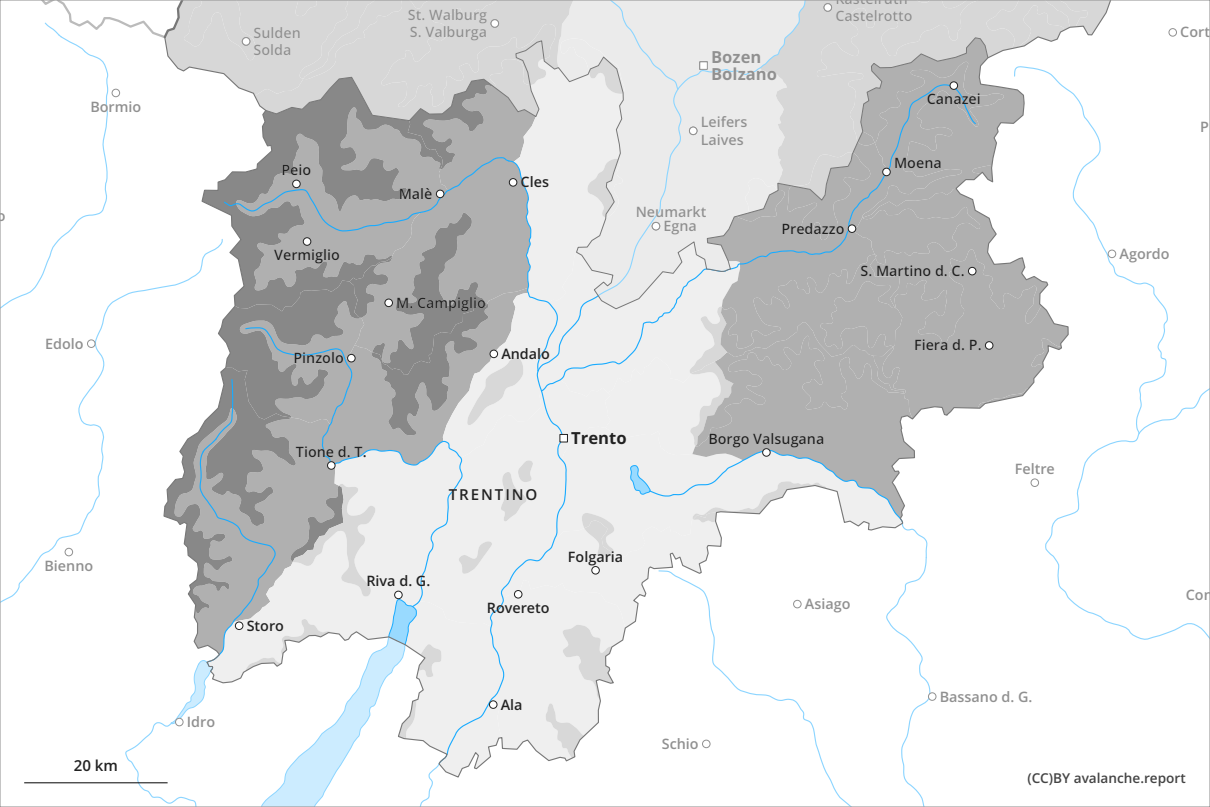 Kastelruth
Castelrotto
St. Walburg
S. Valburga
Sulden
Solda
Cort
Bozen
Bolzano
Bormio
Canazei
Leifers
Laives
P
Moena
Peio
Malè
Cles
Neumarkt
Egna
Predazzo
Vermiglio
Agordo
S. Martino d. C.
M. Campiglio
Edolo
Fiera d. P.
Pinzolo
Andalo
Trento
Borgo Valsugana
Tione d. T.
Feltre
TRENTINO
Folgaria
Bienno
Riva d. G.
Cor
Rovereto
Asiago
Storo
Bassano d. G.
Ala
Idro
Schio
20 km
(CC)BY avalanche.report